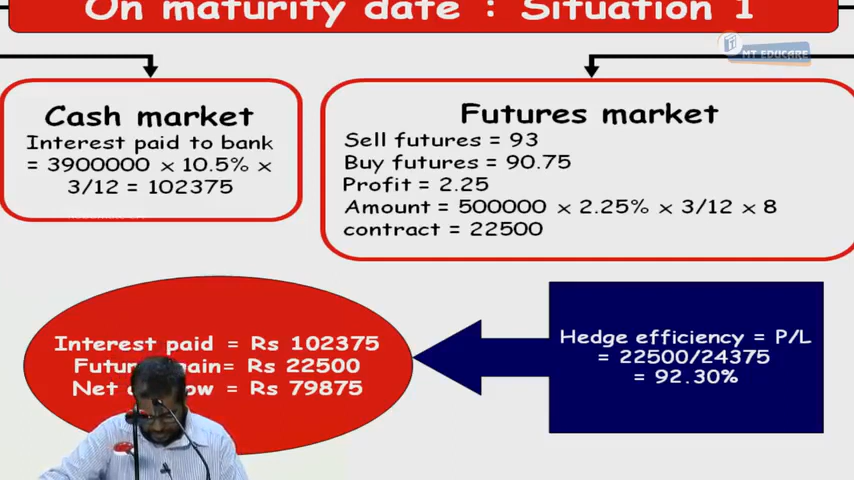 On maturity date : Situation 1
MT EDUCARE
Cash market
Interest paid to bank
= 3900000 x 10.5% x
3/12 = 102375
Futures market
Sell futures = 93
Buy futures = 90.75
Profit = 2.25
Amount = 500000 x 2.25% x 3/12 x 8
contract = 22500
Interest paid = Rs 102375
= Rs 22500
Net = Rs 79875
Hedge efficiency = P/L
= 22500/24375
= 92.30%